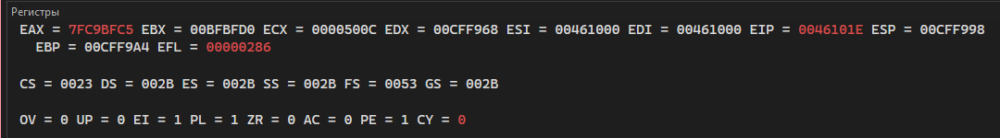 Регистры
EAX = 7FC9BFC5 EBX = 00BFBFD0 ECX = 0000500C EDX = 00CFF968 ESI = 00461000 EDI = 00461000 EIP = 0046101E ESP = 00CFF998
EBP = 00CFF9A4 EFL = 00000286
CS = 0023 DS = 002B ES = 002B SS = 002B FS = 0053 GS = 002B
OV = 0 UP = 0 EI = 1 PL = 1 ZR = 0 AC = 0 PE = 1 CY = 0